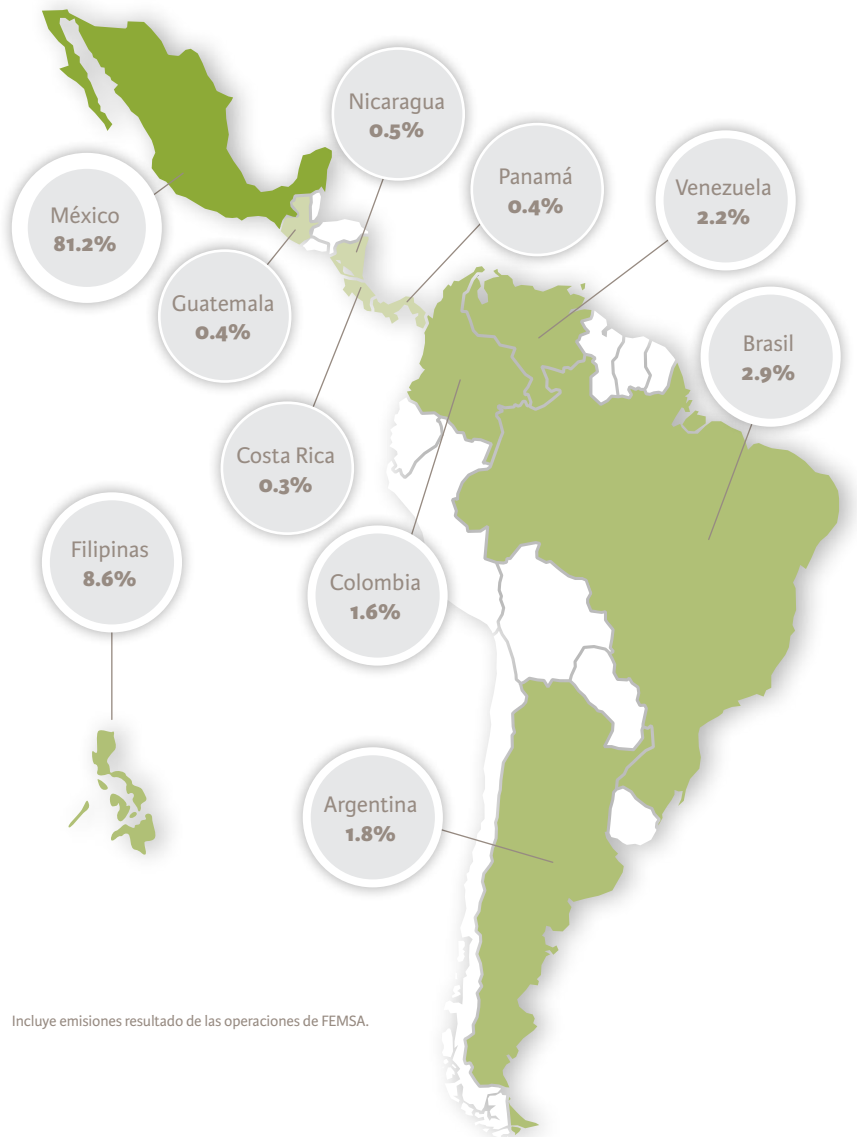 Nicaragua
0.5%
Panamá
0.4%
Venezuela
2.2%
México
81.2%
Guatemala
0.4%
Brasil
2.9%
Costa Rica
0.3%
Filipinas
8.6%
Colombia
1.6%
Argentina
1.8%
Incluye emisiones resultado de las operaciones de FEMSA.